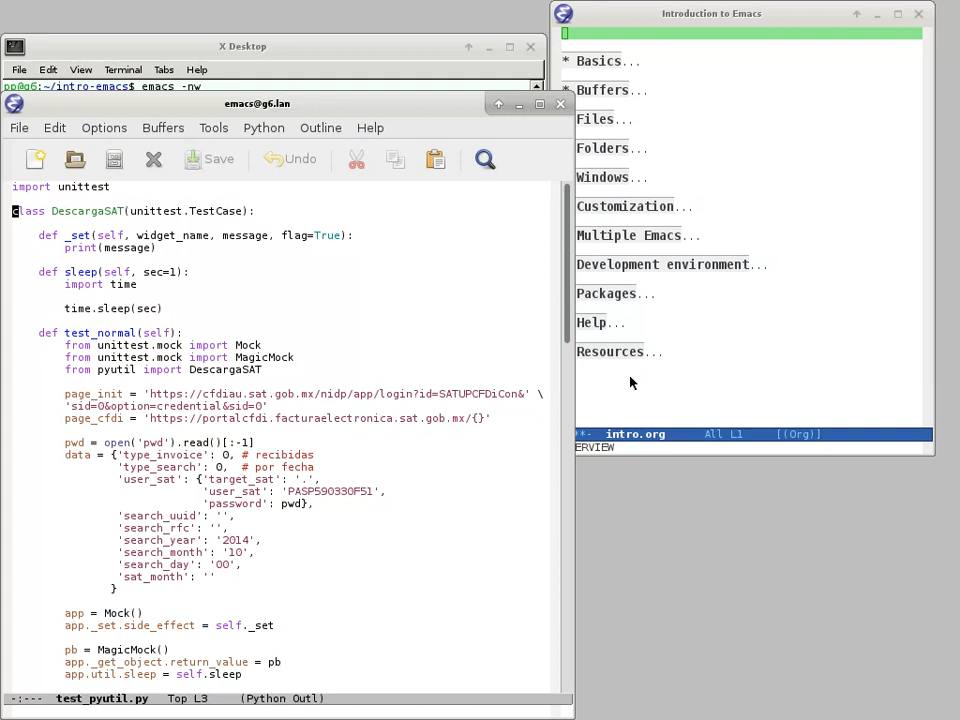 Introduction to Emacs
X Desktop
File Edit View Terminal Tabs Help
pp@g6:~/intro-emacs$ emacs -nw
* Basics...
* Buffers...
Files...
Folders...
Windows...
Customization...
Multiple Emacs...
Development environment...
Packages...
Help...
Resources...
**- intro.org All L1 [(Org)]
ERVIEW
emacs@g6.lan
File Edit Options Buffers Tools Python Outline Help
Save Undo
import unittest
class DescargaSAT(unittest.TestCase):
def _set(self, widget_name, message, flag=True):
print(message)
def sleep(self, sec=1):
import time
time.sleep(sec)
def test_normal(self):
from unittest.mock import Mock
from unittest.mock import MagicMock
from pyutil import DescargaSAT
page_init = 'https://cfdiau.sat.gob.mx/nidp/app/login?id=SATUPCFDiCon&' \
'sid=0&option=credential&sid=0'
page_cfdi = 'https://portalcfdi.facturaelectronica.sat.gob.mx/{}'
pwd = open('pwd').read()[:-1]
data = {'type_invoice': 0, # recibidas
'type_search': 0, # por fecha
'user_sat': {'target_sat': '.',
'user_sat': 'PASP590330F51',
'password': pwd},
'search_uuid': '',
'search_rfc': '',
'search_year': '2014',
'search_month': '10',
'search_day': '00',
'sat_month': ''
}
app = Mock()
app._set.side_effect = self._set
pb = MagicMock()
app._get_object.return_value = pb
app.util.sleep = self.sleep
-:--- test_pyutil.py Top L3 (Python Outl)